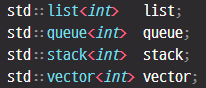 std::list<int>   list;
std::queue<int>  queue;
std::stack<int>  stack;
std::vector<int> vector;